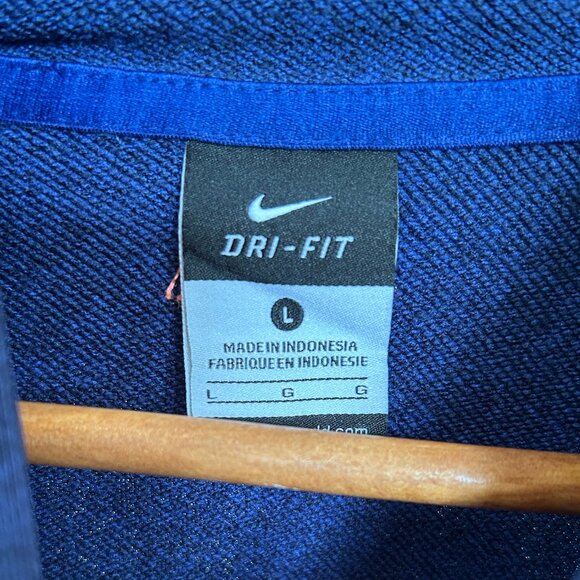 DRI-FIT
L
MADE IN INDONESIA
FABRIQUE EN INDONESIE
L G G